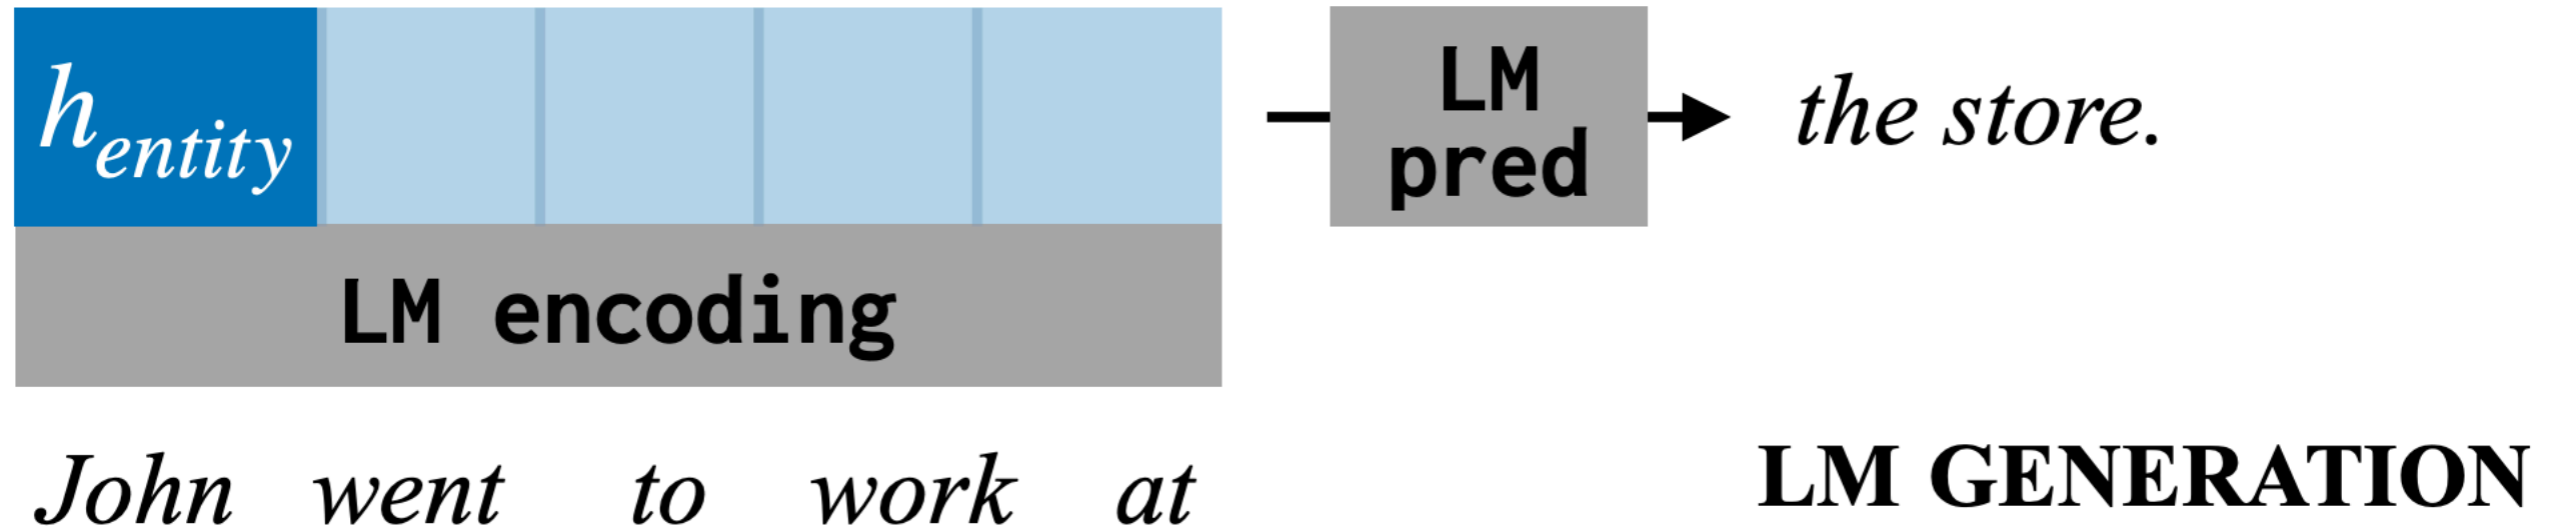 h_entity
LM
pred
the store.
LM encoding
John went to work at
LM GENERATION